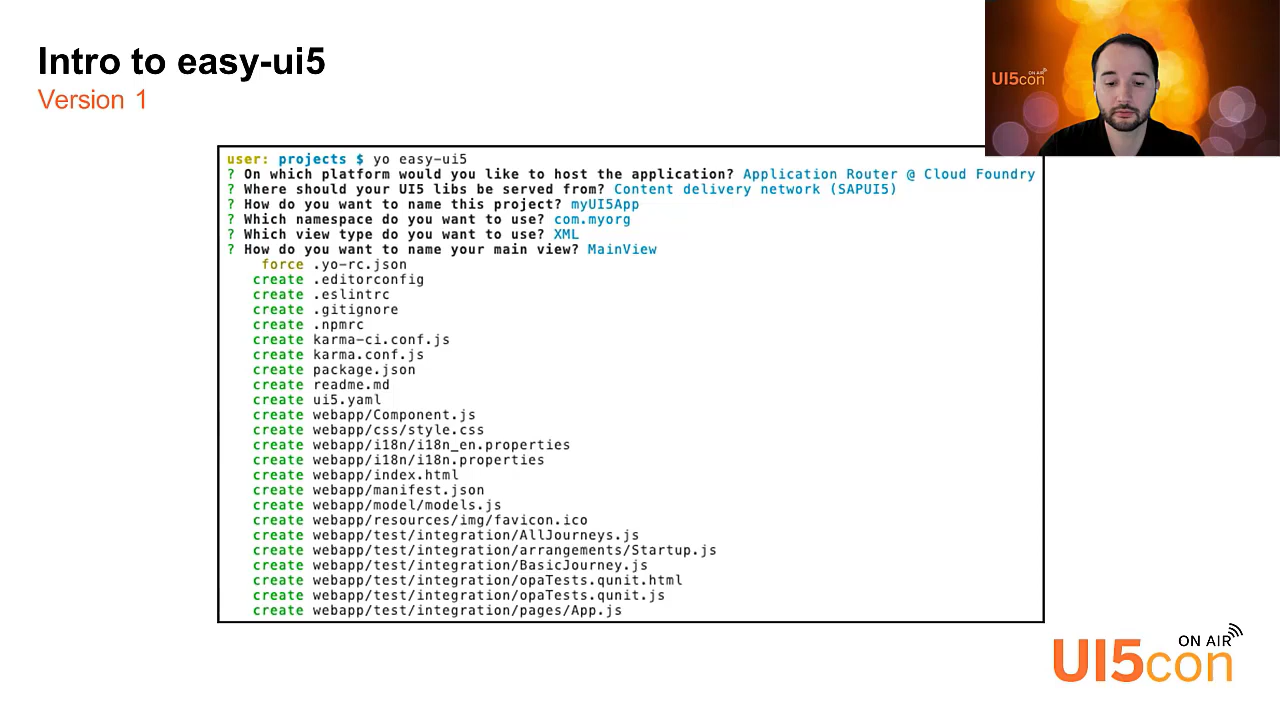 Intro to easy-ui5
Version 1
UI5con ON AIR
user: projects $ yo easy-ui5
? On which platform would you like to host the application? Application Router @ Cloud Foundry
? Where should your UI5 libs be served from? Content delivery network (SAPUI5)
? How do you want to name this project? myUI5App
? Which namespace do you want to use? com.myorg
? Which view type do you want to use? XML
? How do you want to name your main view? MainView
force .yo-rc.json
create .editorconfig
create .eslintrc
create .gitignore
create .npmrc
create karma-ci.conf.js
create karma.conf.js
create package.json
create readme.md
create ui5.yaml
create webapp/Component.js
create webapp/css/style.css
create webapp/i18n/i18n_en.properties
create webapp/i18n/i18n.properties
create webapp/index.html
create webapp/manifest.json
create webapp/model/models.js
create webapp/resources/img/favicon.ico
create webapp/test/integration/AllJourneys.js
create webapp/test/integration/arrangements/Startup.js
create webapp/test/integration/BasicJourney.js
create webapp/test/integration/opaTests.qunit.html
create webapp/test/integration/opaTests.qunit.js
create webapp/test/integration/pages/App.js
ON AIR
UI5con